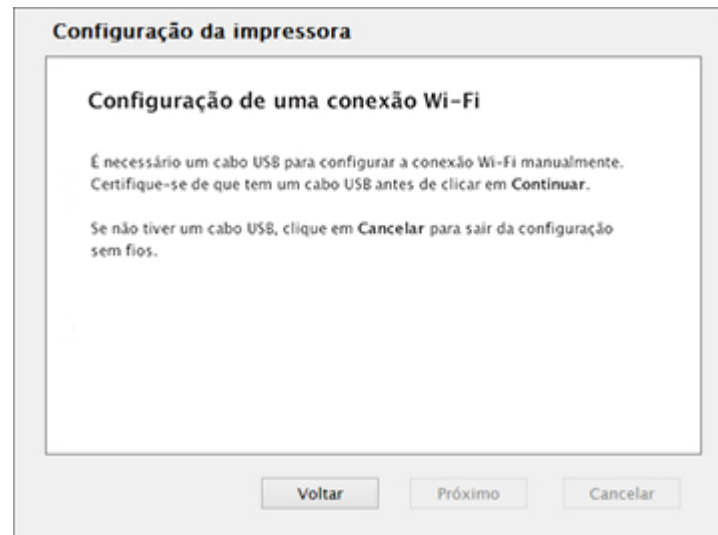 Configuração da impressora
Configuração de uma conexão Wi-Fi
É necessário um cabo USB para configurar a conexão Wi-Fi manualmente.
Certifique-se de que tem um cabo USB antes de clicar em Continuar.
Se não tiver um cabo USB, clique em Cancelar para sair da configuração
sem fios.
Voltar
Próximo
Cancelar